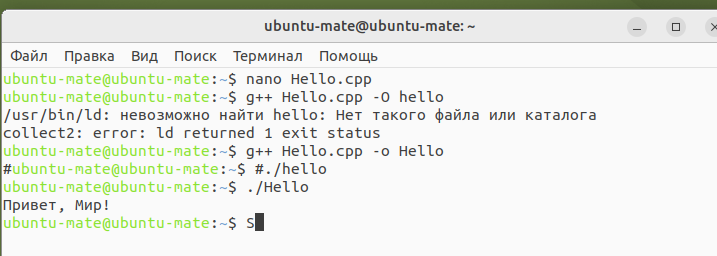 ubuntu-mate@ubuntu-mate: ~
Файл Правка Вид Поиск Терминал Помощь
ubuntu-mate@ubuntu-mate:~$ nano Hello.cpp
ubuntu-mate@ubuntu-mate:~$ g++ Hello.cpp -O hello
/usr/bin/ld: невозможно найти hello: Нет такого файла или каталога
collect2: error: ld returned 1 exit status
ubuntu-mate@ubuntu-mate:~$ g++ Hello.cpp -o Hello
#ubuntu-mate@ubuntu-mate:~$ #./hello
ubuntu-mate@ubuntu-mate:~$ ./Hello
Привет, Мир!
ubuntu-mate@ubuntu-mate:~$ S